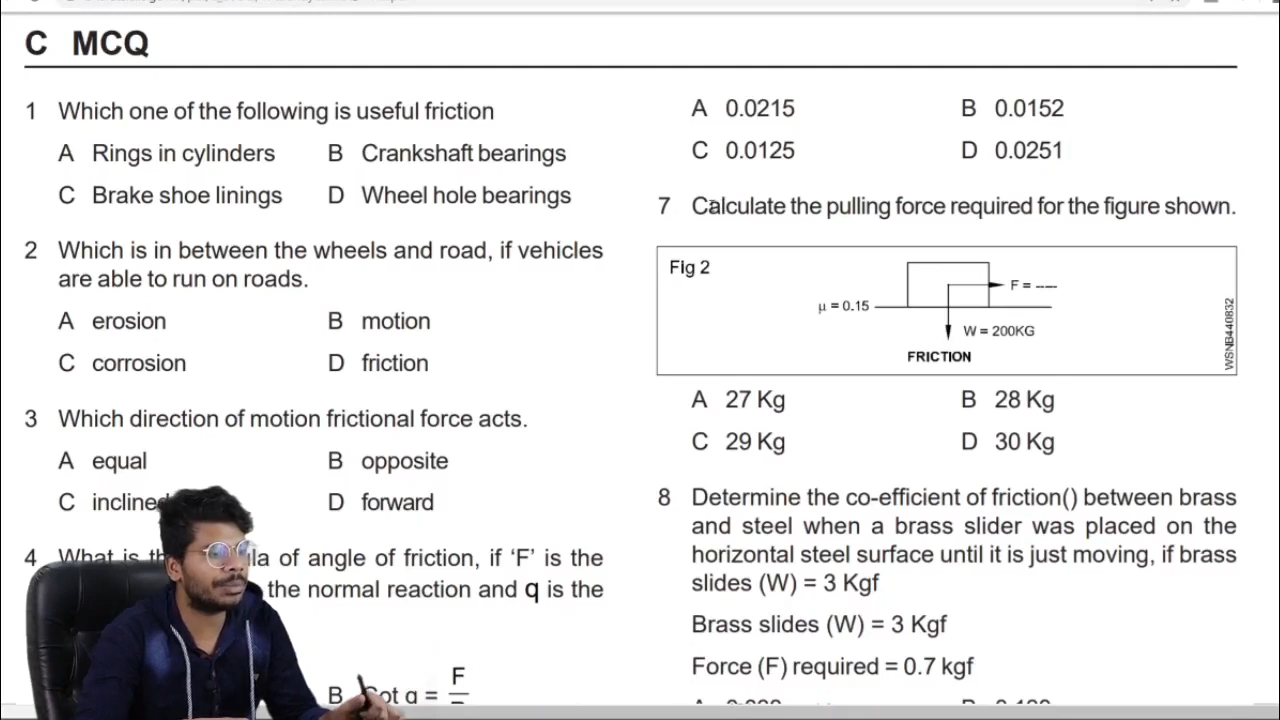 C MCQ
1 Which one of the following is useful friction
A Rings in cylinders B Crankshaft bearings
C Brake shoe linings D Wheel hole bearings
2 Which is in between the wheels and road, if vehicles
are able to run on roads.
A erosion B motion
C corrosion D friction
3 Which direction of motion frictional force acts.
A equal B opposite
C inclined D forward
4 What is of angle of friction, if ‘F’ is the
the normal reaction and q is the
B Cot q = F
A 0.0215 B 0.0152
C 0.0125 D 0.0251
7 Calculate the pulling force required for the figure shown.
Fig 2
F = ----
μ = 0.15
W = 200KG
FRICTION
WSNB440832
A 27 Kg B 28 Kg
C 29 Kg D 30 Kg
8 Determine the co-efficient of friction() between brass
and steel when a brass slider was placed on the
horizontal steel surface until it is just moving, if brass
slides (W) = 3 Kgf
Brass slides (W) = 3 Kgf
Force (F) required = 0.7 kgf